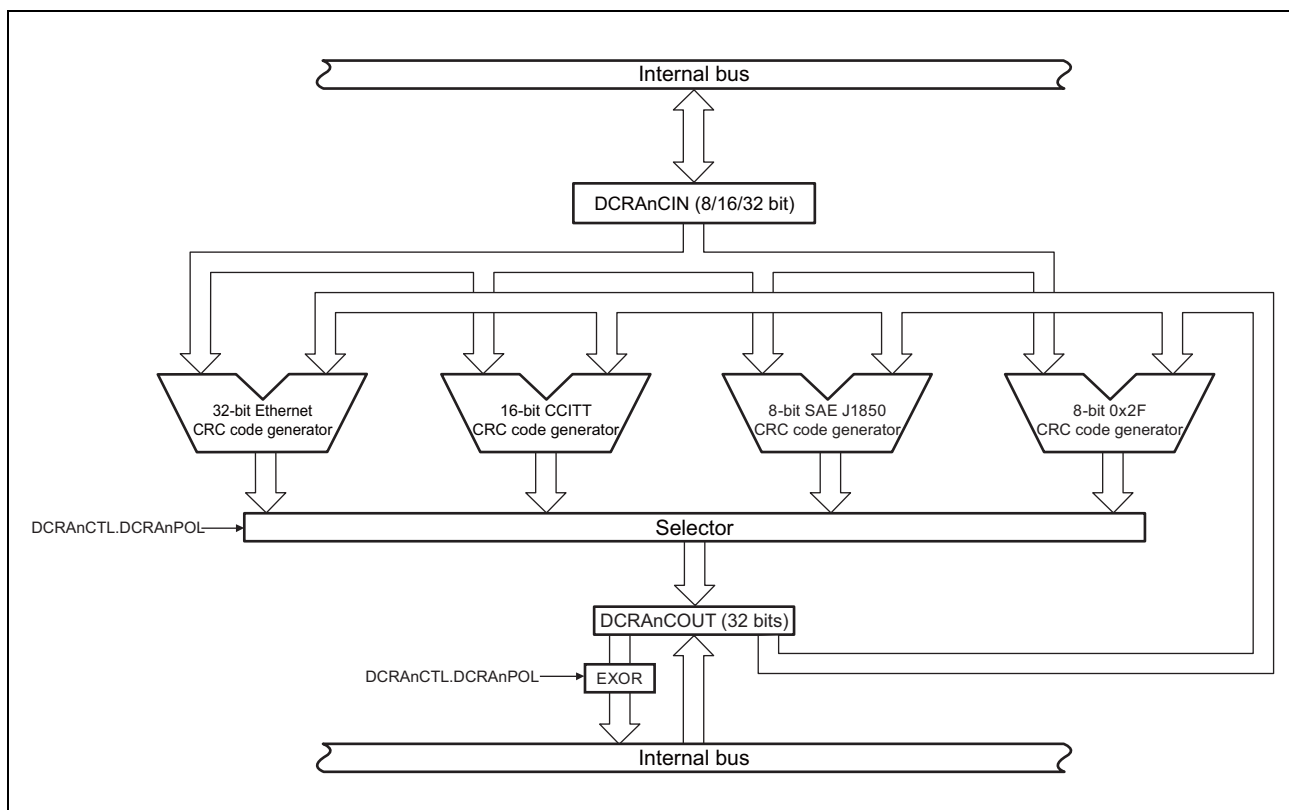 Internal bus
DCRAnCIN (8/16/32 bit)
32-bit Ethernet
CRC code generator
16-bit CCITT
CRC code generator
8-bit SAE J1850
CRC code generator
8-bit 0x2F
CRC code generator
DCRAnCTL.DCRAnPOL
Selector
DCRAnCOUT (32 bits)
DCRAnCTL.DCRAnPOL
EXOR
Internal bus